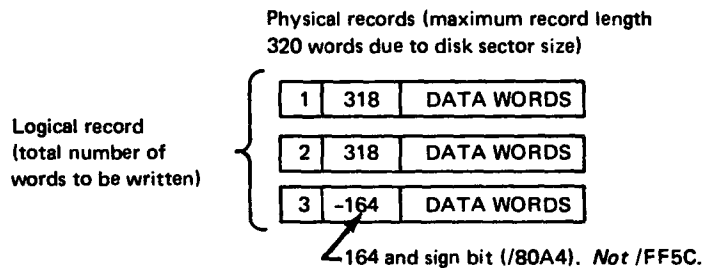 Physical records (maximum record length
320 words due to disk sector size)
Logical record
(total number of
words to be written)
1 318 DATA WORDS
2 318 DATA WORDS
3 -164 DATA WORDS
164 and sign bit (/80A4). Not /FF5C.